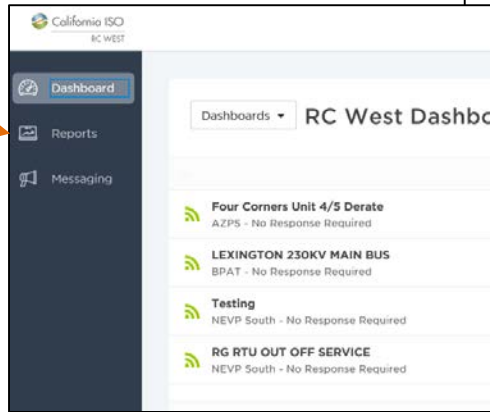 California ISO
RC WEST
Dashboard
Reports
Messaging
Dashboards
RC West Dashbo
Four Corners Unit 4/5 Derate
AZPS - No Response Required
LEXINGTON 230KV MAIN BUS
BPAT - No Response Required
Testing
NEVP South - No Response Required
RG RTU OUT OFF SERVICE
NEVP South - No Response Required